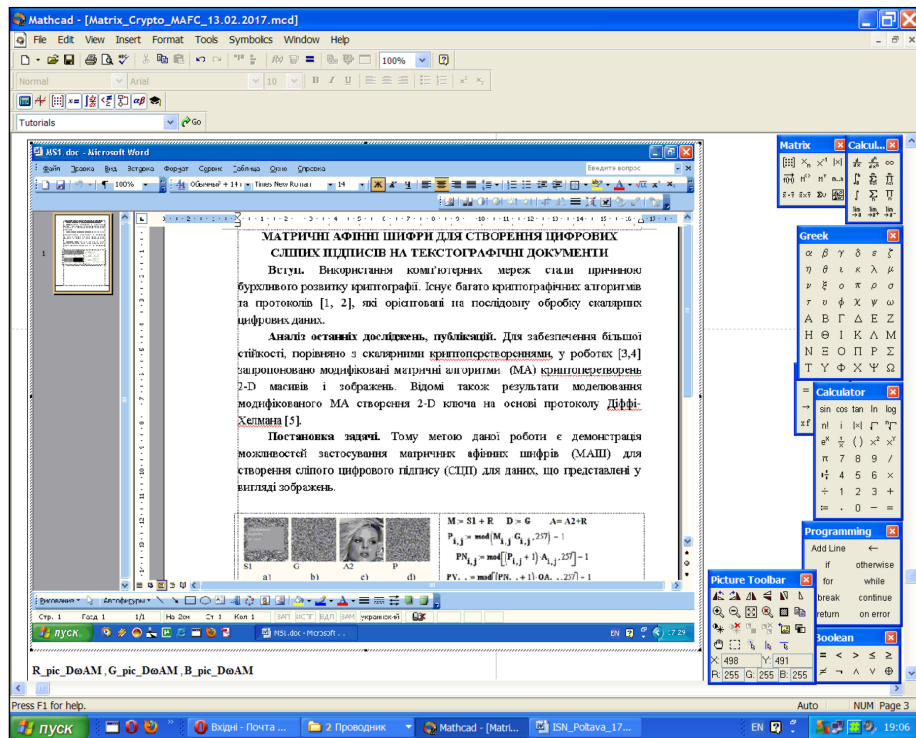 Mathcad - [Matrix_Crypto_MAFC_13.02.2017.mcd]
File Edit View Insert Format Tools Symbolics Window Help
100%
Normal Arial 10 B I U
Tutorials Go
MS1.doc - Microsoft Word
Файл Правка Вид Вставка Формат Сервис Таблица Окно Справка
Введите вопрос
100% Обычный + 14 Times New Roman 14
МАТРИЧНІ АФІННІ ШИФРИ ДЛЯ СТВОРЕННЯ ЦИФРОВИХ
СЛІПИХ ПІДПИСІВ НА ТЕКСТОГРАФІЧНІ ДОКУМЕНТИ
Вступ. Використання комп'ютерних мереж стали причиною
бурхливого розвитку криптографії. Існує багато криптографічних алгоритмів
та протоколів [1, 2], які орієнтовані на послідовну обробку скалярних
цифрових даних.
Аналіз останніх досліджень, публікацій. Для забезпечення більшої
стійкості, порівняно з скалярними криптоперетвореннями, у роботах [3,4]
запропоновано модифіковані матричні алгоритми (МА) криптоперетворень
2-D масивів і зображень. Відомі також результати моделювання
модифікованого МА створення 2-D ключа на основі протоколу Діффі-
Хелмана [5].
Постановка задачі. Тому метою даної роботи є демонстрація
можливостей застосування матричних афінних шифрів (МАШ) для
створення сліпого цифрового підпису (СЦП) для даних, що представлені у
вигляді зображень.
S1 G A2 P
a) b) c) d)
M:= S1 + R D:= G A= A2+R
P i,j := mod(M i,j G i,j ,257) - 1
PN i,j := mod[(P i,j + 1)·A i,j ,257] - 1
Рисование Автофигуры
Стр. 1 Разд 1 1/1 На 2см Ст 1 Кол 1 ЗАП ИСПР ВДЛ ЗАМ украинский
пуск MS1.doc - Microsoft ... EN 17:29
R_pic_DωAM , G_pic_DωAM , B_pic_DωAM
Matrix
Calcul...
Greek
α β γ δ ε ζ
η θ ι κ λ μ
ν ξ ο π ρ σ
τ υ φ χ ψ ω
Α Β Γ Δ Ε Ζ
Η Θ Ι Κ Λ Μ
Ν Ξ Ο Π Ρ Σ
Τ Υ Φ Χ Ψ Ω
Calculator
sin cos tan ln log
n! i |×|
π 7 8 9 /
4 5 6 ×
÷ 1 2 3 +
:= . 0 − =
Programming
Add Line ←
if otherwise
for while
break continue
return on error
Boolean
= < > ≤ ≥
≠ ¬ ∧ ∨ ⊕
Picture Toolbar
X: 498 Y: 491
R: 255 G: 255 B: 255
Press F1 for help. Auto NUM Page 3
пуск Вхідні - Почта ... 2 Проводник Mathcad - [Matri... ISN_Poltava_17... EN 19:06